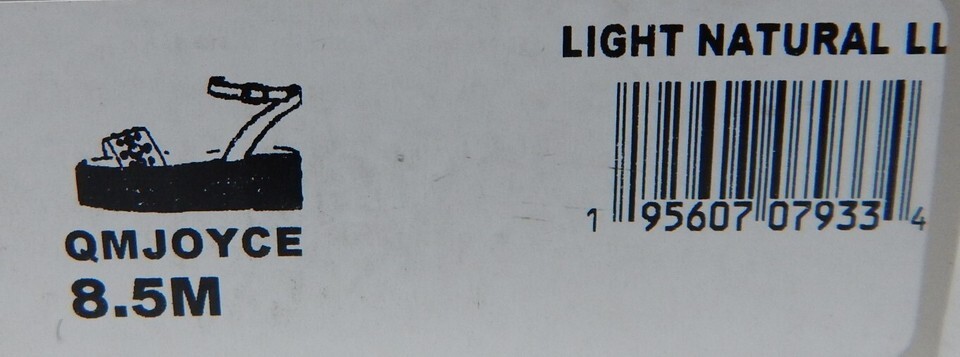 LIGHT NATURAL LL
1 95607 07933 4
QMJOYCE
8.5M